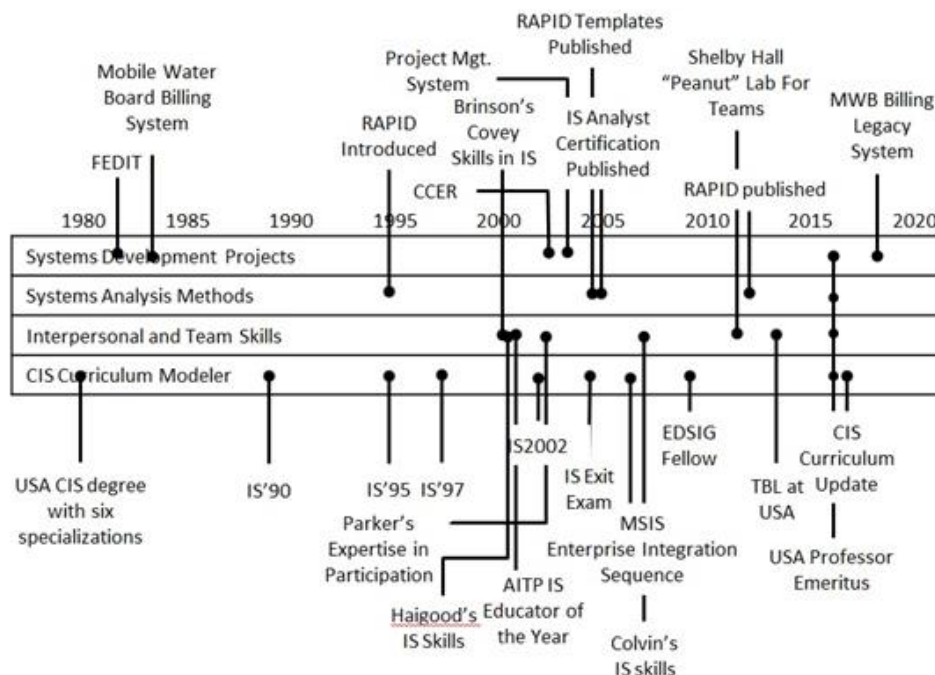 RAPID Templates
Published
Mobile Water
Board Billing
System
Project Mgt.
System
Shelby Hall
“Peanut” Lab For
Teams
MWB Billing
Legacy
System
Brinson’s
Covey
Skills in IS
IS Analyst
Certification
Published
RAPID
Introduced
FEDIT
CCER
RAPID published
1980 1985 1990 1995 2000 2005 2010 2015 2020
Systems Development Projects
Systems Analysis Methods
Interpersonal and Team Skills
CIS Curriculum Modeler
USA CIS degree
with six
specializations
IS’90
IS’95
IS’97
IS2002
IS Exit
Exam
EDSIG
Fellow
TBL at
USA
CIS
Curriculum
Update
Parker’s
Expertise in
Participation
MSIS
Enterprise Integration
Sequence
USA Professor
Emeritus
Haigood’s
IS Skills
AITP IS
Educator of
the Year
Colvin’s
IS skills